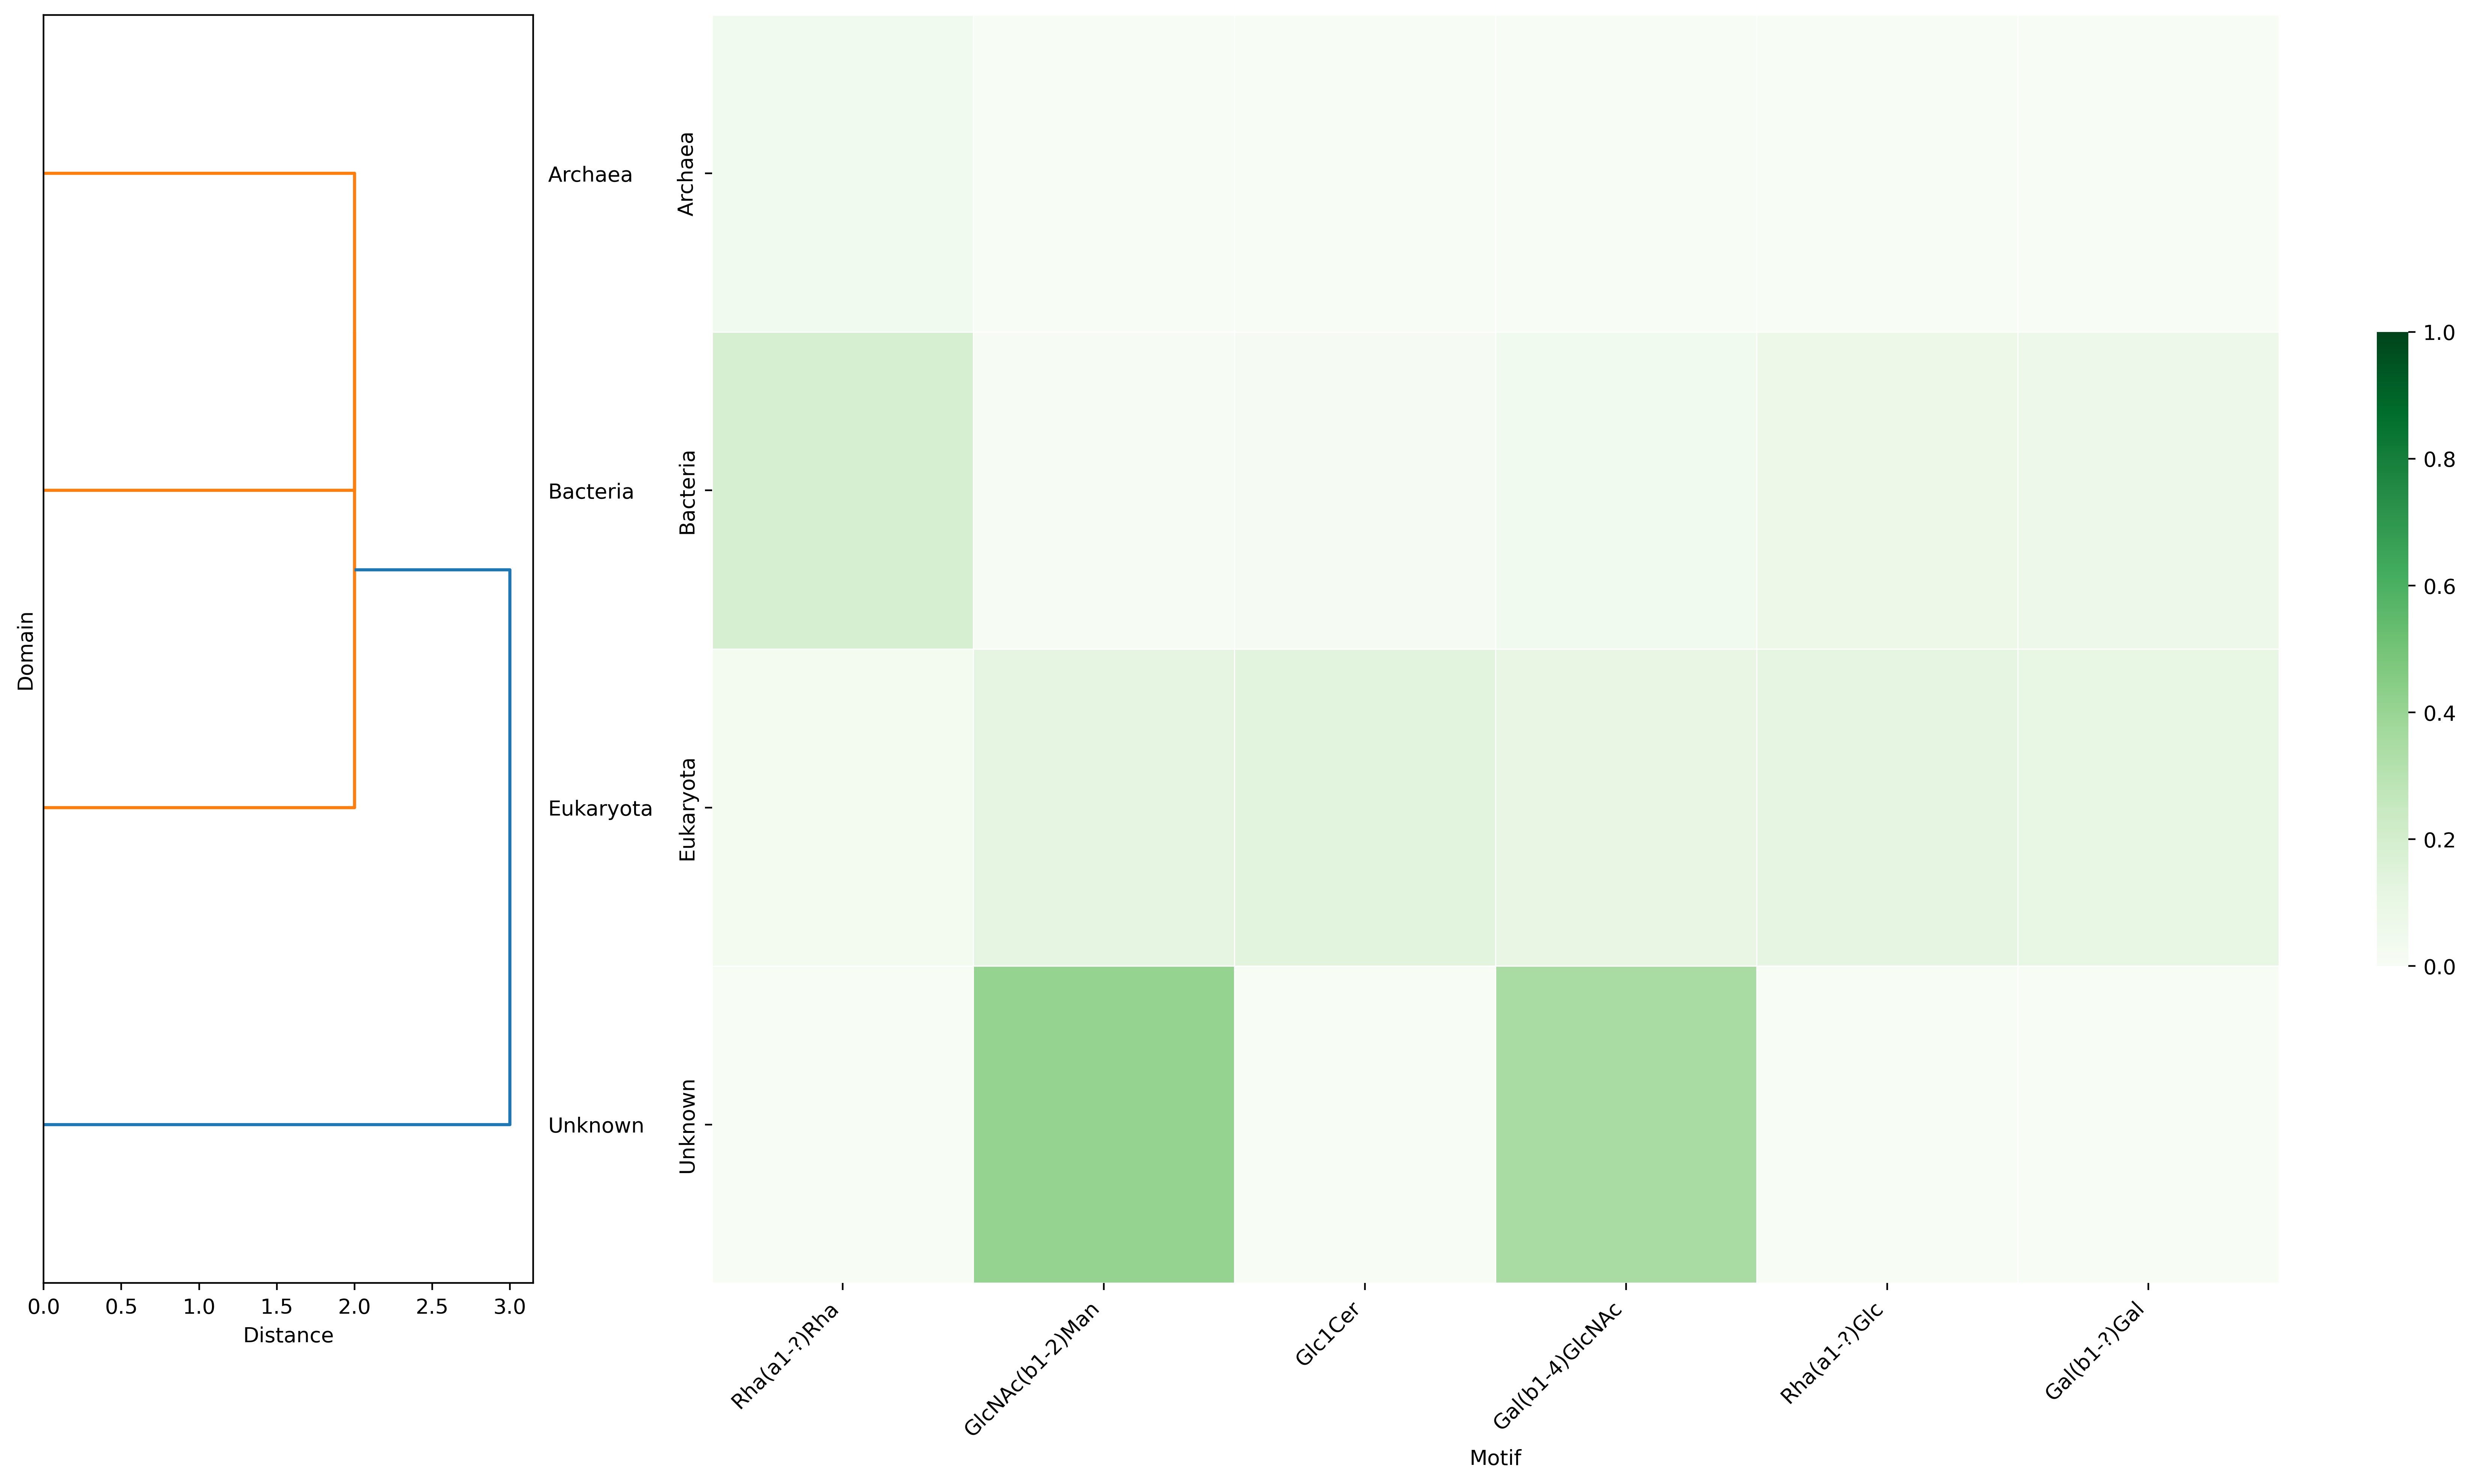 Domain
Archaea
Bacteria
Eukaryota
Unknown
0.0 0.5 1.0 1.5 2.0 2.5 3.0
Distance
Archaea
Bacteria
Eukaryota
Unknown
Rha(a1-?)Rha
GlcNAc(b1-2)Man
Glc1Cer
Gal(b1-4)GlcNAc
Rha(a1-?)Glc
Gal(b1-?)Gal
Motif
1.0
0.8
0.6
0.4
0.2
0.0